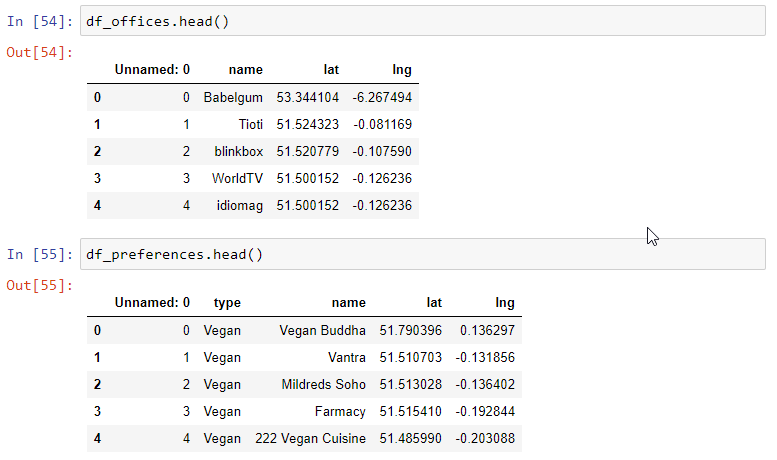 In [54]: df_offices.head()
Out[54]:
Unnamed: 0 name lat lng
0 0 Babelgum 53.344104 -6.267494
1 1 Tioti 51.524323 -0.081169
2 2 blinkbox 51.520779 -0.107590
3 3 WorldTV 51.500152 -0.126236
4 4 idiomag 51.500152 -0.126236
In [55]: df_preferences.head()
Out[55]:
Unnamed: 0 type name lat lng
0 0 Vegan Vegan Buddha 51.790396 0.136297
1 1 Vegan Vantra 51.510703 -0.131856
2 2 Vegan Mildreds Soho 51.513028 -0.136402
3 3 Vegan Farmacy 51.515410 -0.192844
4 4 Vegan 222 Vegan Cuisine 51.485990 -0.203088